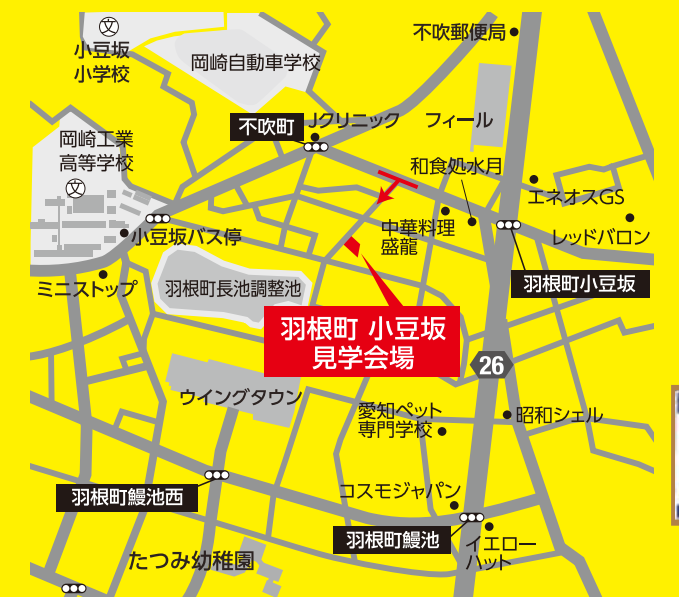 不吹郵便局
文
小豆坂
小学校
岡崎自動車学校
不吹町
Jクリニック
フィール
岡崎工業
高等学校
文
和食処水月
エネオスGS
中華料理
盛龍
レッドバロン
小豆坂バス停
ミニストップ
羽根町長池調整池
羽根町小豆坂
羽根町 小豆坂
見学会場
26
ウイングタウン
愛知ペット
専門学校
昭和シェル
羽根町鰻池西
コスモジャパン
羽根町鰻池
イエロー
ハット
たつみ幼稚園